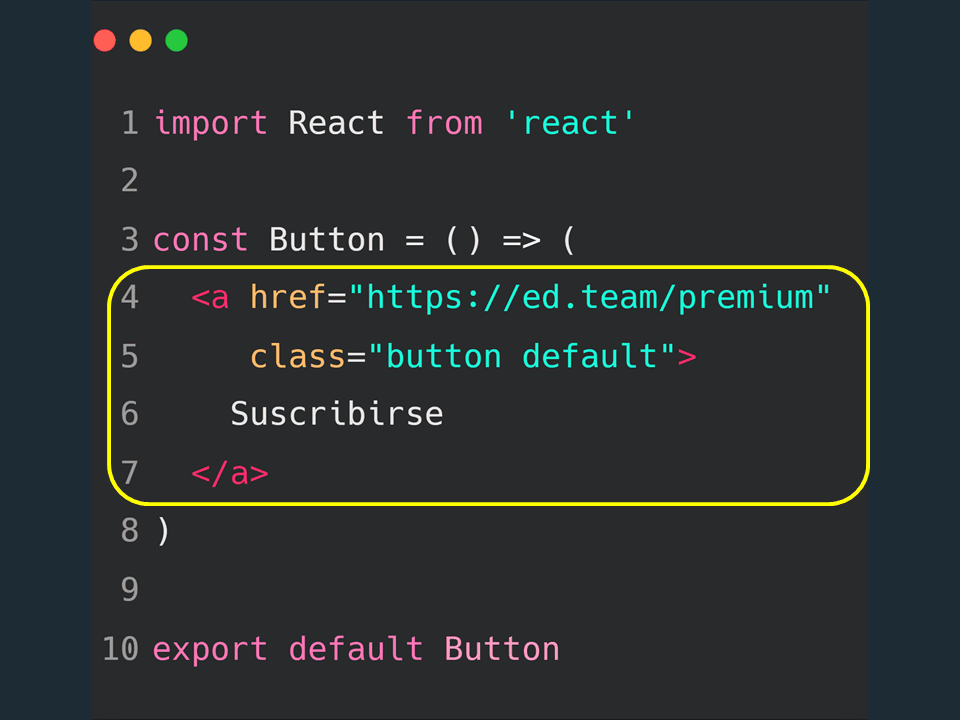 1 import React from 'react'
2
3 const Button = () => (
4   <a href="https://ed.team/premium"
5      class="button default">
6     Suscribirse
7   </a>
8 )
9
10 export default Button